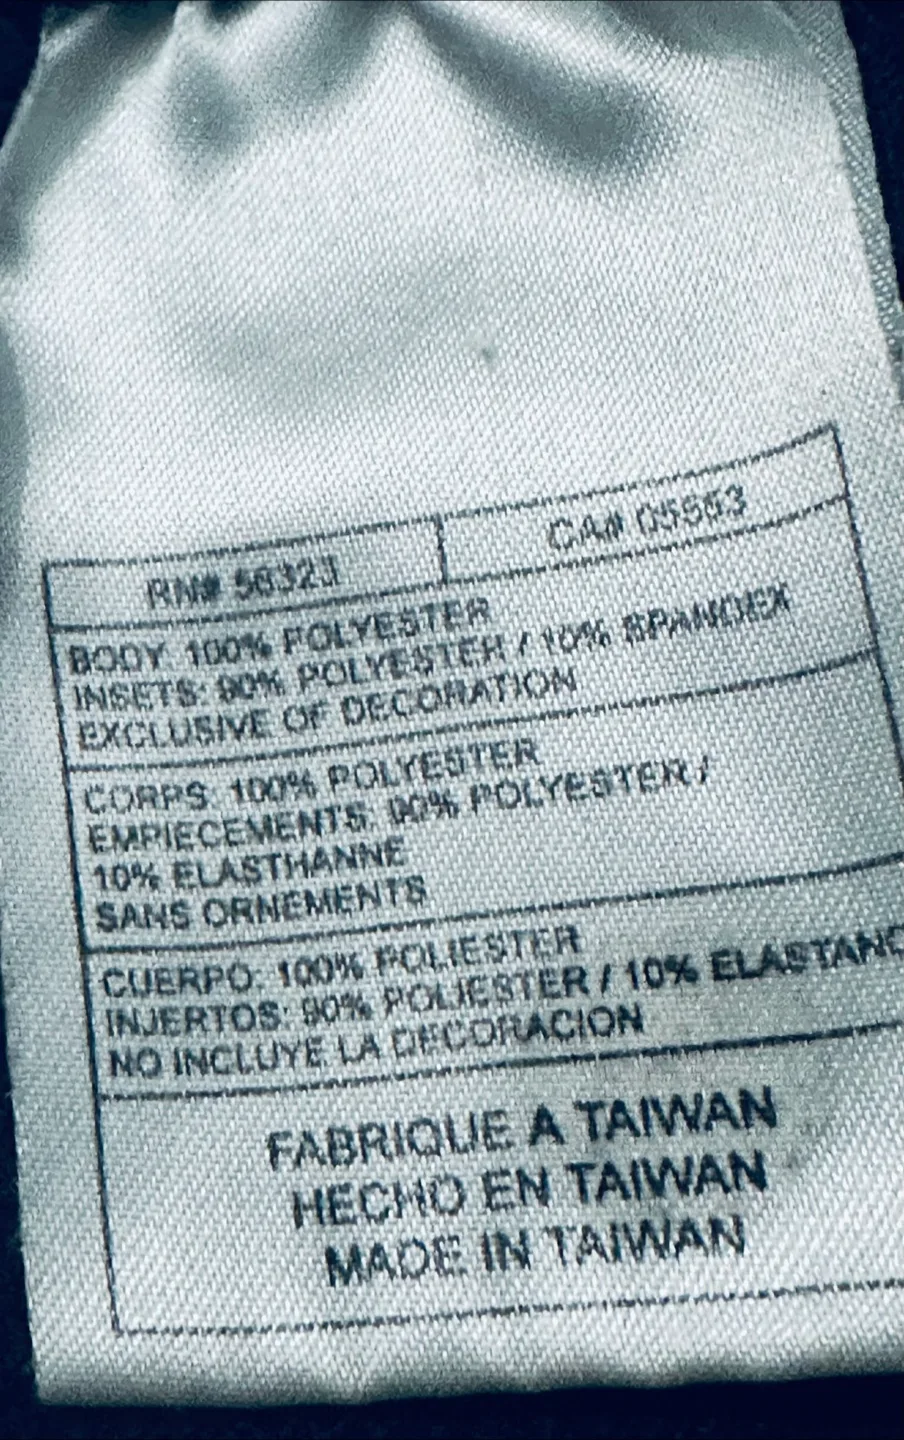 RN# 56323
CA# 05553
BODY: 100% POLYESTER
INSETS: 90% POLYESTER / 10% SPANDEX
EXCLUSIVE OF DECORATION
CORPS: 100% POLYESTER
EMPIECEMENTS: 90% POLYESTER /
10% ELASTHANNE
SANS ORNEMENTS
CUERPO: 100% POLIESTER
INJERTOS: 90% POLIESTER / 10% ELASTANO
NO INCLUYE LA DECORACION
FABRIQUE A TAIWAN
HECHO EN TAIWAN
MADE IN TAIWAN